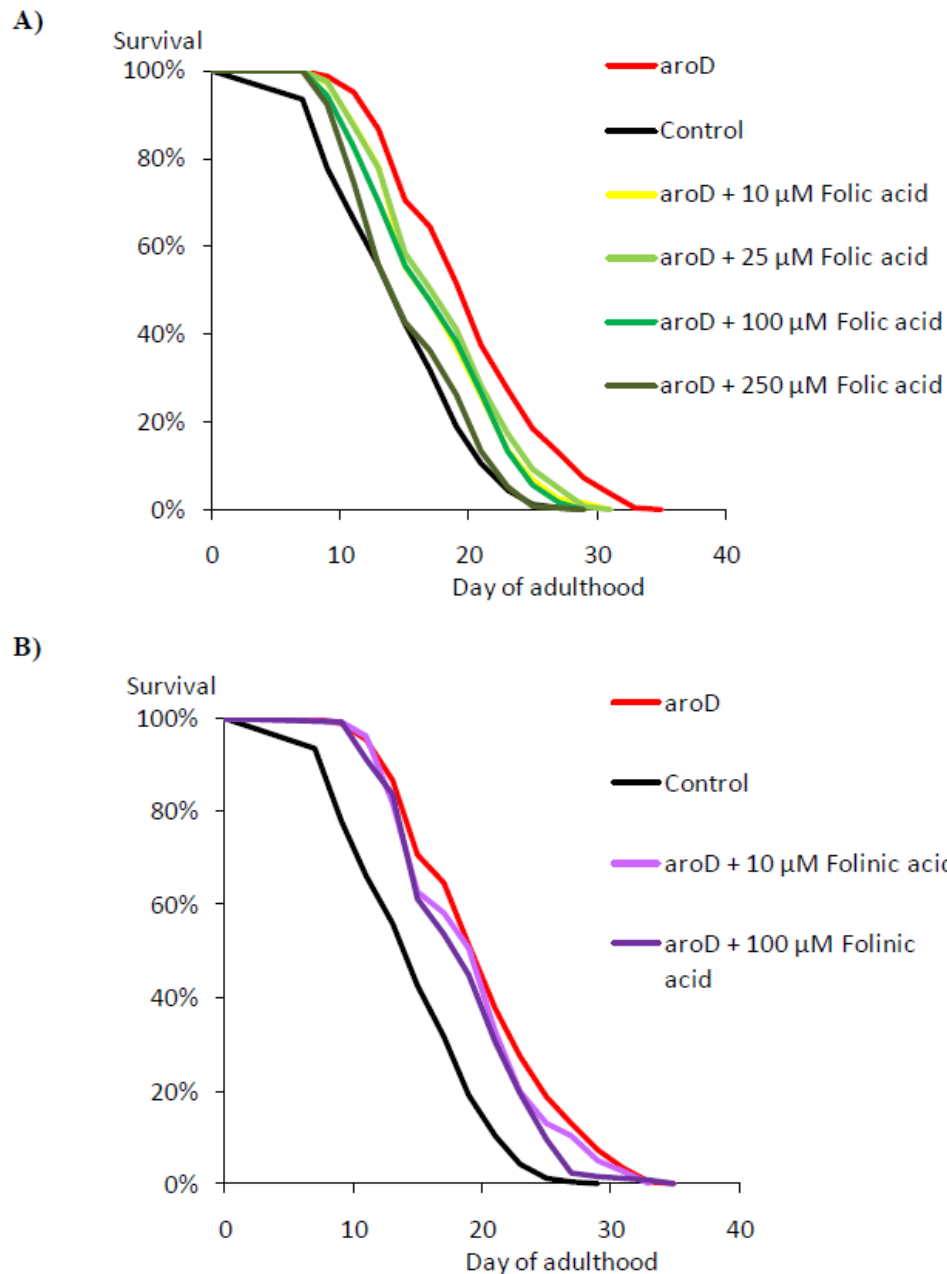 A)
Survival
100%
80%
60%
40%
20%
0%
0 10 20 30 40
Day of adulthood
aroD
Control
aroD + 10 µM Folic acid
aroD + 25 µM Folic acid
aroD + 100 µM Folic acid
aroD + 250 µM Folic acid
B)
Survival
100%
80%
60%
40%
20%
0%
0 10 20 30 40
Day of adulthood
aroD
Control
aroD + 10 µM Folinic acid
aroD + 100 µM Folinic
acid